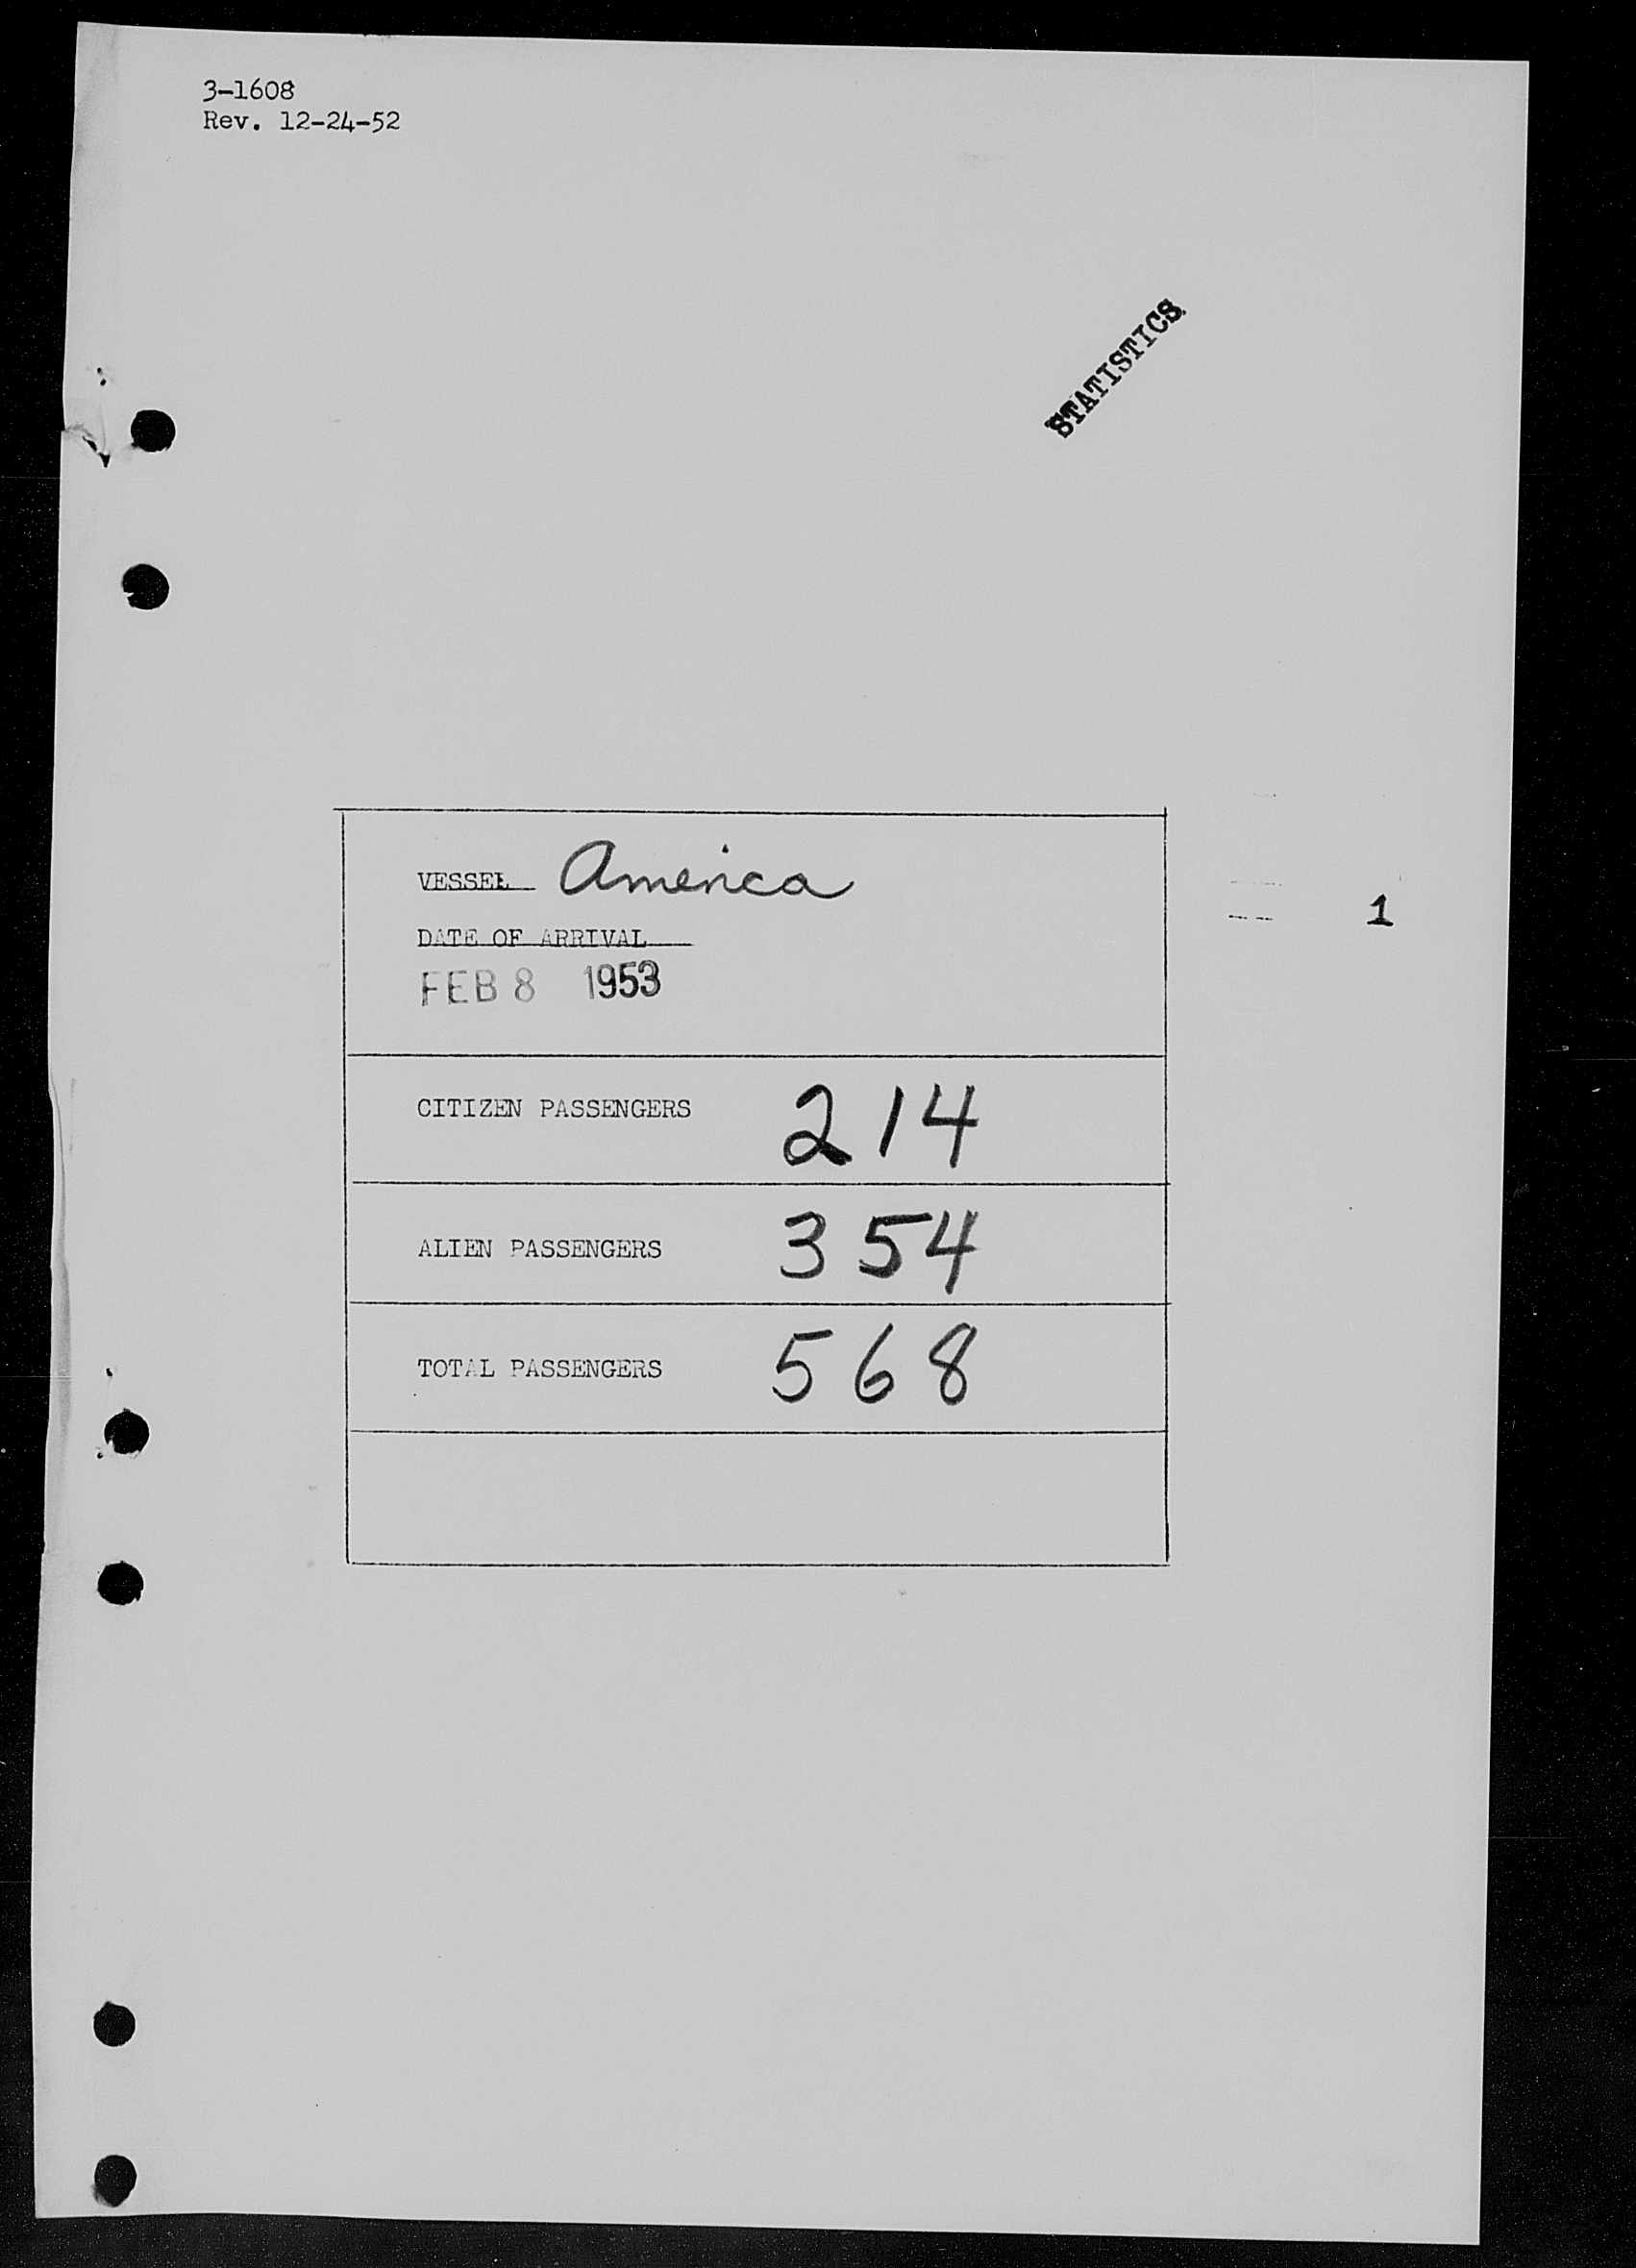 3-1608
Rev. 12-24-52
STATISTICS
VESSEL America
1
DATE OF ARRIVAL
FEB 8 1953
CITIZEN PASSENGERS 214
ALIEN PASSENGERS 354
TOTAL PASSENGERS 568